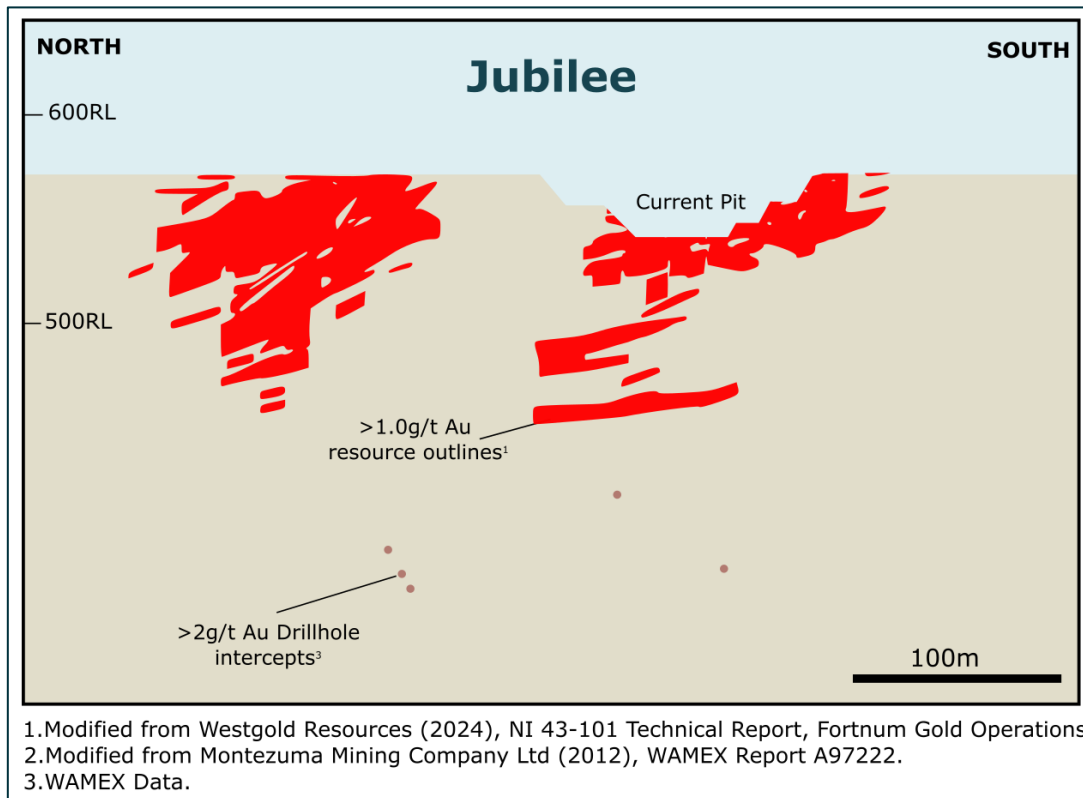 NORTH
SOUTH
Jubilee
600RL
Current Pit
500RL
>1.0g/t Au
resource outlines¹
>2g/t Au Drillhole
intercepts³
100m
1.Modified from Westgold Resources (2024), NI 43-101 Technical Report, Fortnum Gold Operations
2.Modified from Montezuma Mining Company Ltd (2012), WAMEX Report A97222.
3.WAMEX Data.